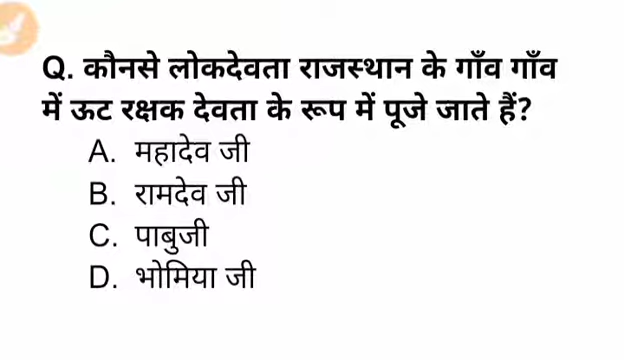 Q. कौनसे लोकदेवता राजस्थान के गाँव गाँव
में ऊट रक्षक देवता के रूप में पूजे जाते हैं?
A. महादेव जी
B. रामदेव जी
C. पाबुजी
D. भोमिया जी